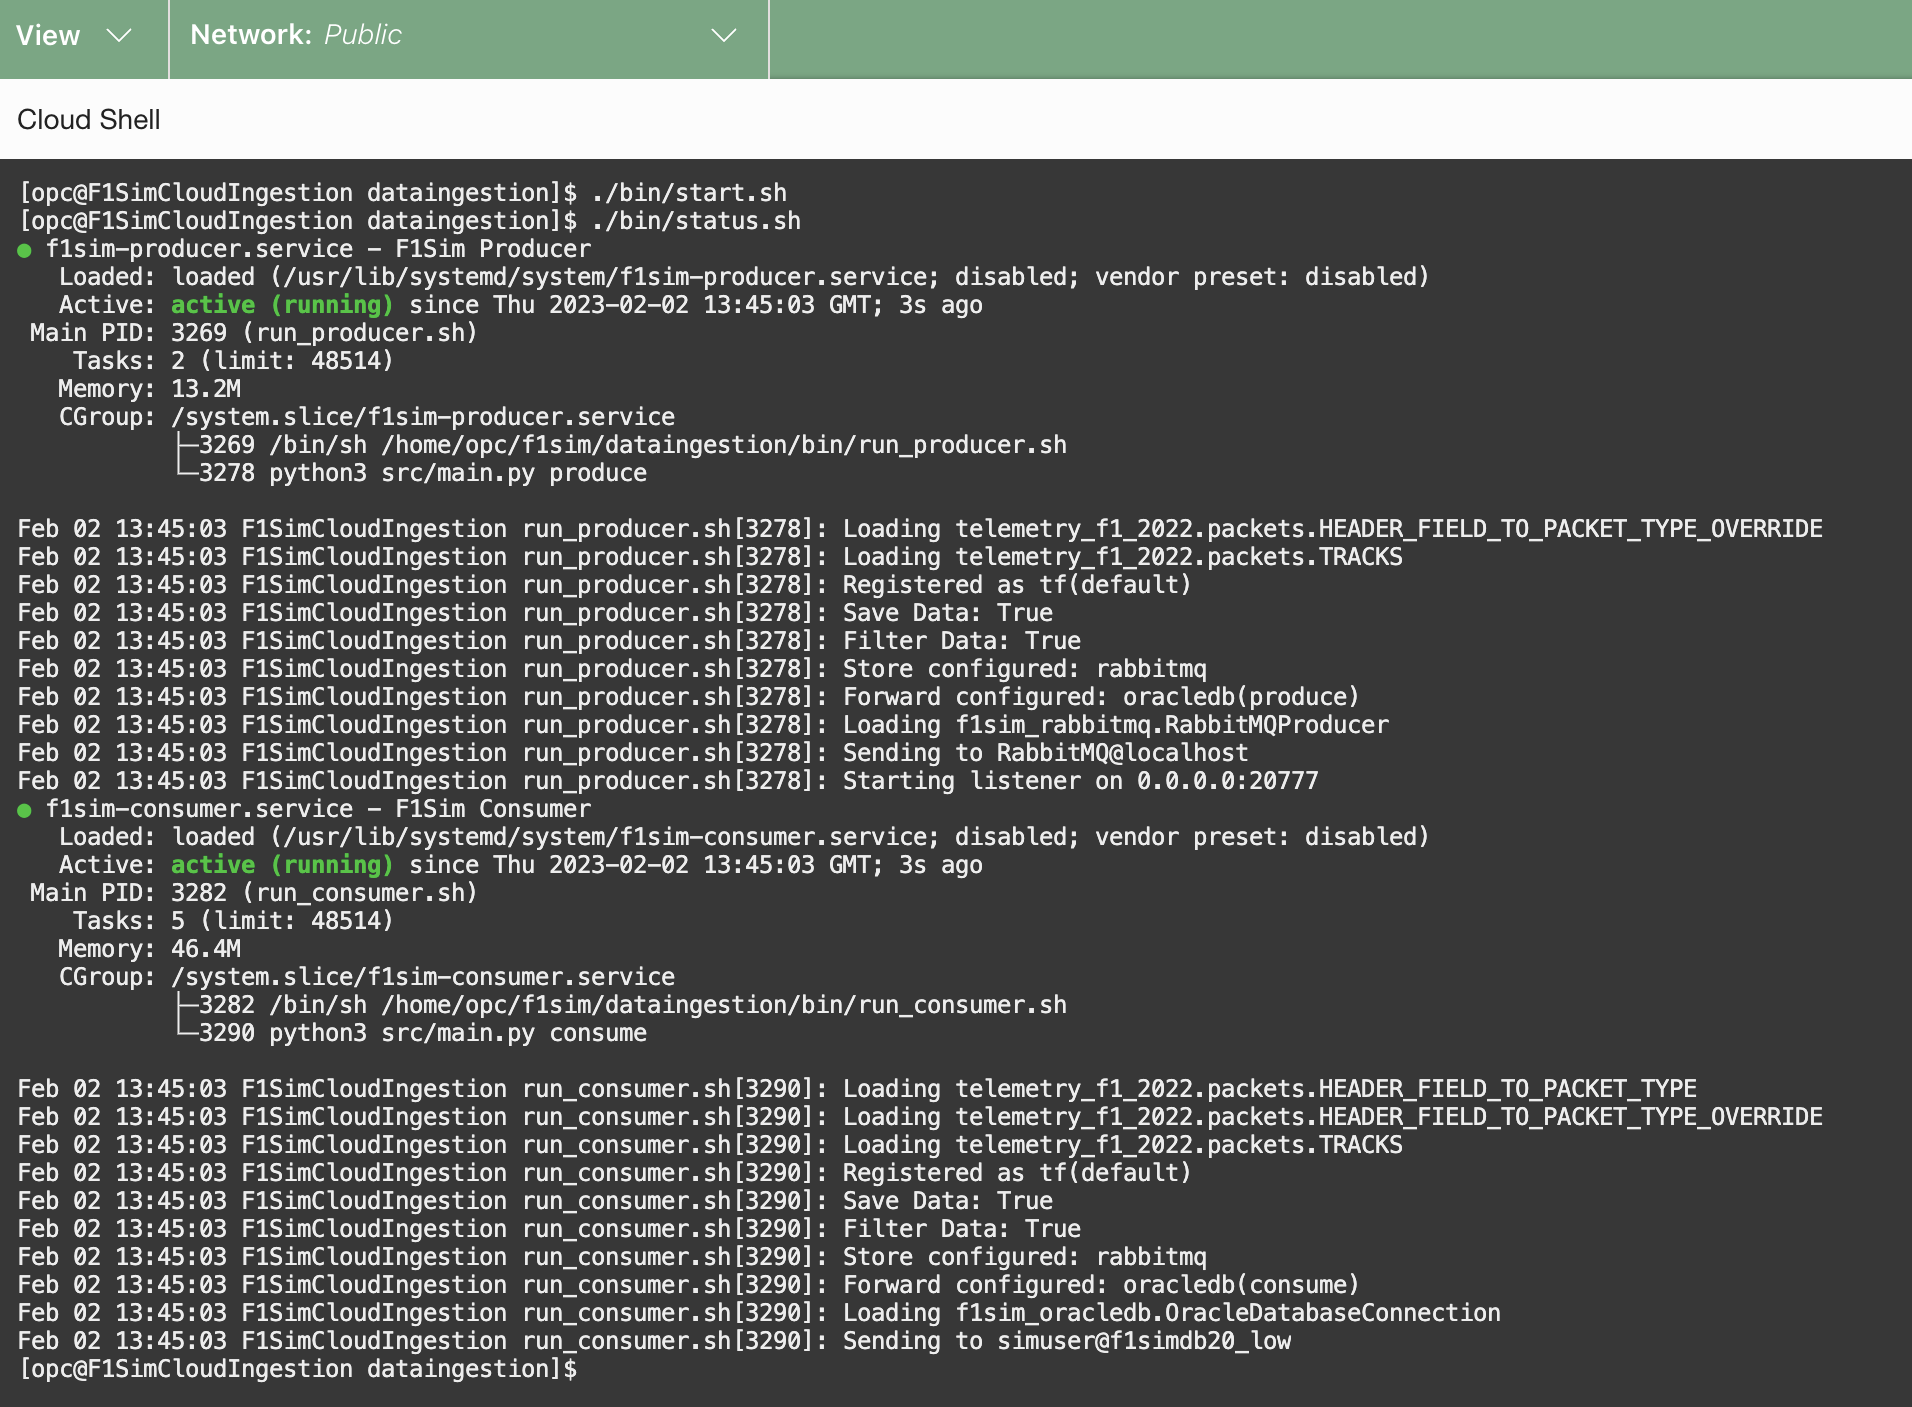 View
Network: Public
Cloud Shell
[opc@F1SimCloudIngestion dataingestion]$ ./bin/start.sh
[opc@F1SimCloudIngestion dataingestion]$ ./bin/status.sh
● f1sim-producer.service - F1Sim Producer
   Loaded: loaded (/usr/lib/systemd/system/f1sim-producer.service; disabled; vendor preset: disabled)
   Active: active (running) since Thu 2023-02-02 13:45:03 GMT; 3s ago
 Main PID: 3269 (run_producer.sh)
    Tasks: 2 (limit: 48514)
   Memory: 13.2M
   CGroup: /system.slice/f1sim-producer.service
           ├─3269 /bin/sh /home/opc/f1sim/dataingestion/bin/run_producer.sh
           └─3278 python3 src/main.py produce
Feb 02 13:45:03 F1SimCloudIngestion run_producer.sh[3278]: Loading telemetry_f1_2022.packets.HEADER_FIELD_TO_PACKET_TYPE_OVERRIDE
Feb 02 13:45:03 F1SimCloudIngestion run_producer.sh[3278]: Loading telemetry_f1_2022.packets.TRACKS
Feb 02 13:45:03 F1SimCloudIngestion run_producer.sh[3278]: Registered as tf(default)
Feb 02 13:45:03 F1SimCloudIngestion run_producer.sh[3278]: Save Data: True
Feb 02 13:45:03 F1SimCloudIngestion run_producer.sh[3278]: Filter Data: True
Feb 02 13:45:03 F1SimCloudIngestion run_producer.sh[3278]: Store configured: rabbitmq
Feb 02 13:45:03 F1SimCloudIngestion run_producer.sh[3278]: Forward configured: oracledb(produce)
Feb 02 13:45:03 F1SimCloudIngestion run_producer.sh[3278]: Loading f1sim_rabbitmq.RabbitMQProducer
Feb 02 13:45:03 F1SimCloudIngestion run_producer.sh[3278]: Sending to RabbitMQ@localhost
Feb 02 13:45:03 F1SimCloudIngestion run_producer.sh[3278]: Starting listener on 0.0.0.0:20777
● f1sim-consumer.service - F1Sim Consumer
   Loaded: loaded (/usr/lib/systemd/system/f1sim-consumer.service; disabled; vendor preset: disabled)
   Active: active (running) since Thu 2023-02-02 13:45:03 GMT; 3s ago
 Main PID: 3282 (run_consumer.sh)
    Tasks: 5 (limit: 48514)
   Memory: 46.4M
   CGroup: /system.slice/f1sim-consumer.service
           ├─3282 /bin/sh /home/opc/f1sim/dataingestion/bin/run_consumer.sh
           └─3290 python3 src/main.py consume
Feb 02 13:45:03 F1SimCloudIngestion run_consumer.sh[3290]: Loading telemetry_f1_2022.packets.HEADER_FIELD_TO_PACKET_TYPE
Feb 02 13:45:03 F1SimCloudIngestion run_consumer.sh[3290]: Loading telemetry_f1_2022.packets.HEADER_FIELD_TO_PACKET_TYPE_OVERRIDE
Feb 02 13:45:03 F1SimCloudIngestion run_consumer.sh[3290]: Loading telemetry_f1_2022.packets.TRACKS
Feb 02 13:45:03 F1SimCloudIngestion run_consumer.sh[3290]: Registered as tf(default)
Feb 02 13:45:03 F1SimCloudIngestion run_consumer.sh[3290]: Save Data: True
Feb 02 13:45:03 F1SimCloudIngestion run_consumer.sh[3290]: Filter Data: True
Feb 02 13:45:03 F1SimCloudIngestion run_consumer.sh[3290]: Store configured: rabbitmq
Feb 02 13:45:03 F1SimCloudIngestion run_consumer.sh[3290]: Forward configured: oracledb(consume)
Feb 02 13:45:03 F1SimCloudIngestion run_consumer.sh[3290]: Loading f1sim_oracledb.OracleDatabaseConnection
Feb 02 13:45:03 F1SimCloudIngestion run_consumer.sh[3290]: Sending to simuser@f1simdb20_low
[opc@F1SimCloudIngestion dataingestion]$